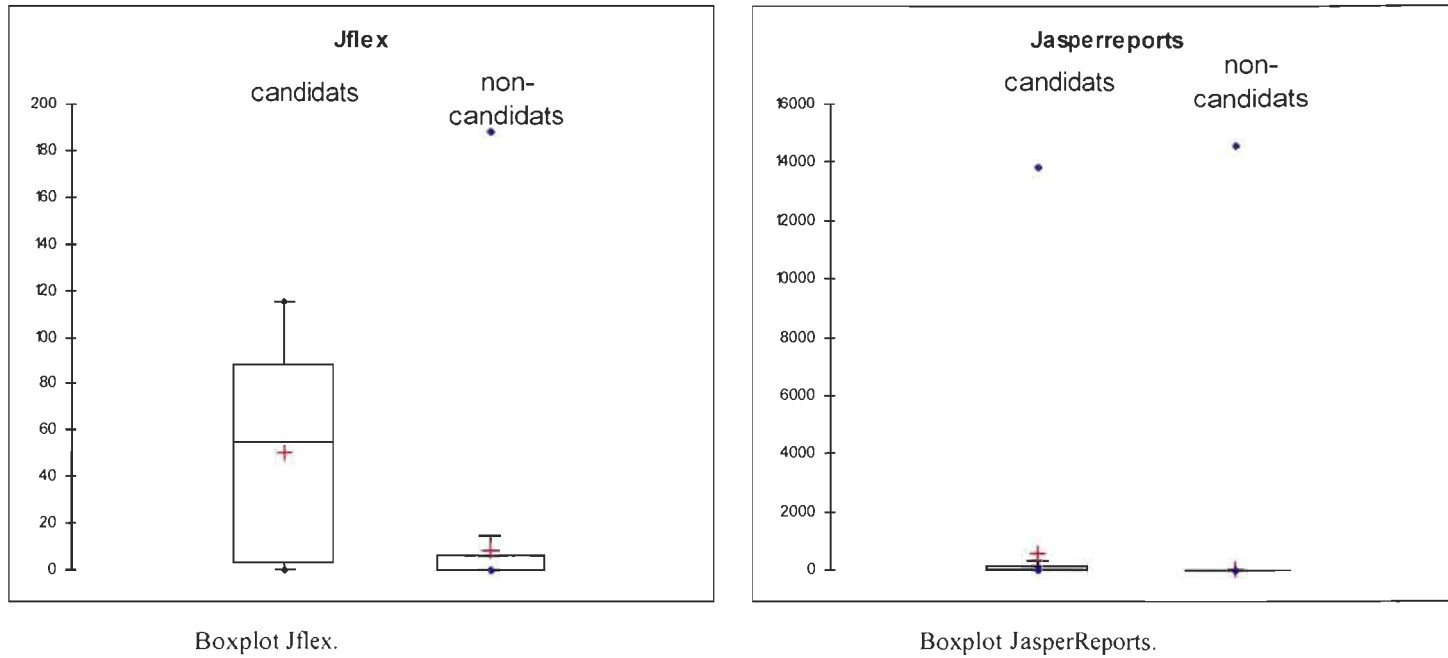 Jflex
candidats
non-
candidats
200
180
160
140
120
100
80
60
40
20
0
Boxplot Jflex.
Jasperreports
candidats
non-
candidats
16000
14000
12000
10000
8000
6000
4000
2000
0
Boxplot JasperReports.